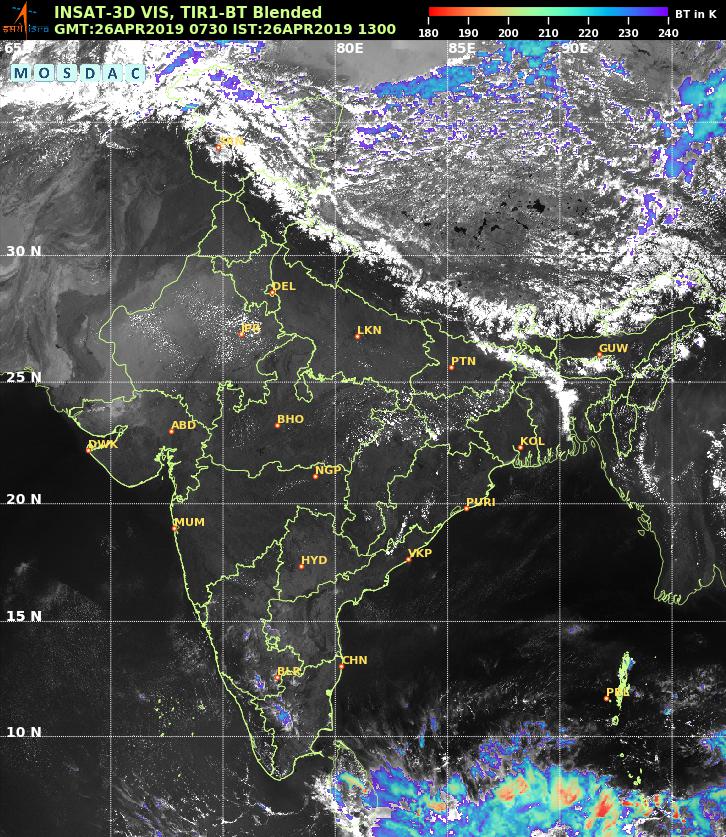 INSAT-3D VIS, TIR1-BT Blended
GMT:26APR2019 0730 IST:26APR2019 1300
BT in K
180 190 200 210 220 230 240
75E 80E 85E 90E
MOSDAC
30 N
DEL
JPR
LKN
GUW
PTN
25 N
ABD
BHO
DWK
KOL
NGP
20 N
PURI
MUM
VKP
HYD
15 N
CHN
BLR
PBL
10 N